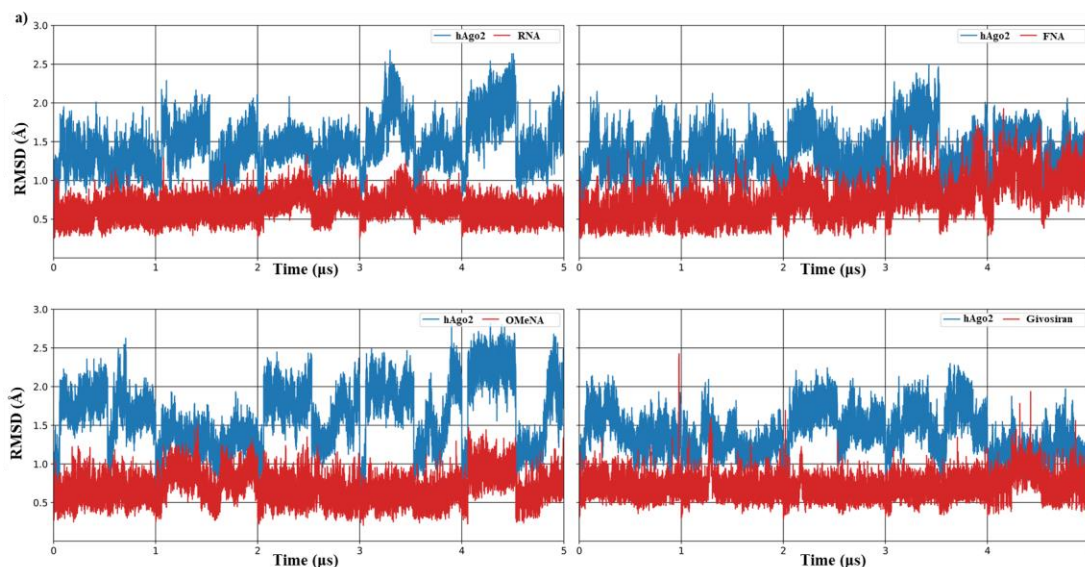 a)
3.0
2.5
2.0
1.5
1.0
0.5
RMSD (Å)
hAgo2 RNA
0 1 2 3 4 5
Time (µs)
hAgo2 FNA
0 1 2 3 4
Time (µs)
3.0
2.5
2.0
1.5
1.0
0.5
RMSD (Å)
hAgo2 OMeNA
0 1 2 3 4 5
Time (µs)
hAgo2 Givosiran
0 1 2 3 4
Time (µs)